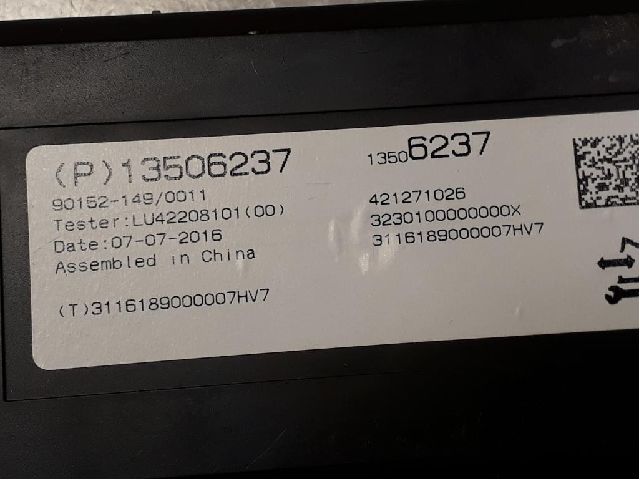 (P)13506237
90152-149/0011
Tester:LU42208101(00)
Date:07-07-2016
Assembled in China
(T)3116189000007HV7
13506237
421271026
3230100000000X
3116189000007HV7
7